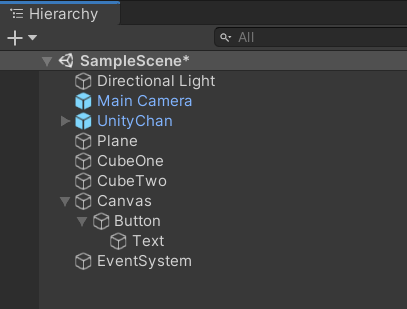 Hierarchy
All
SampleScene*
Directional Light
Main Camera
UnityChan
Plane
CubeOne
CubeTwo
Canvas
Button
Text
EventSystem